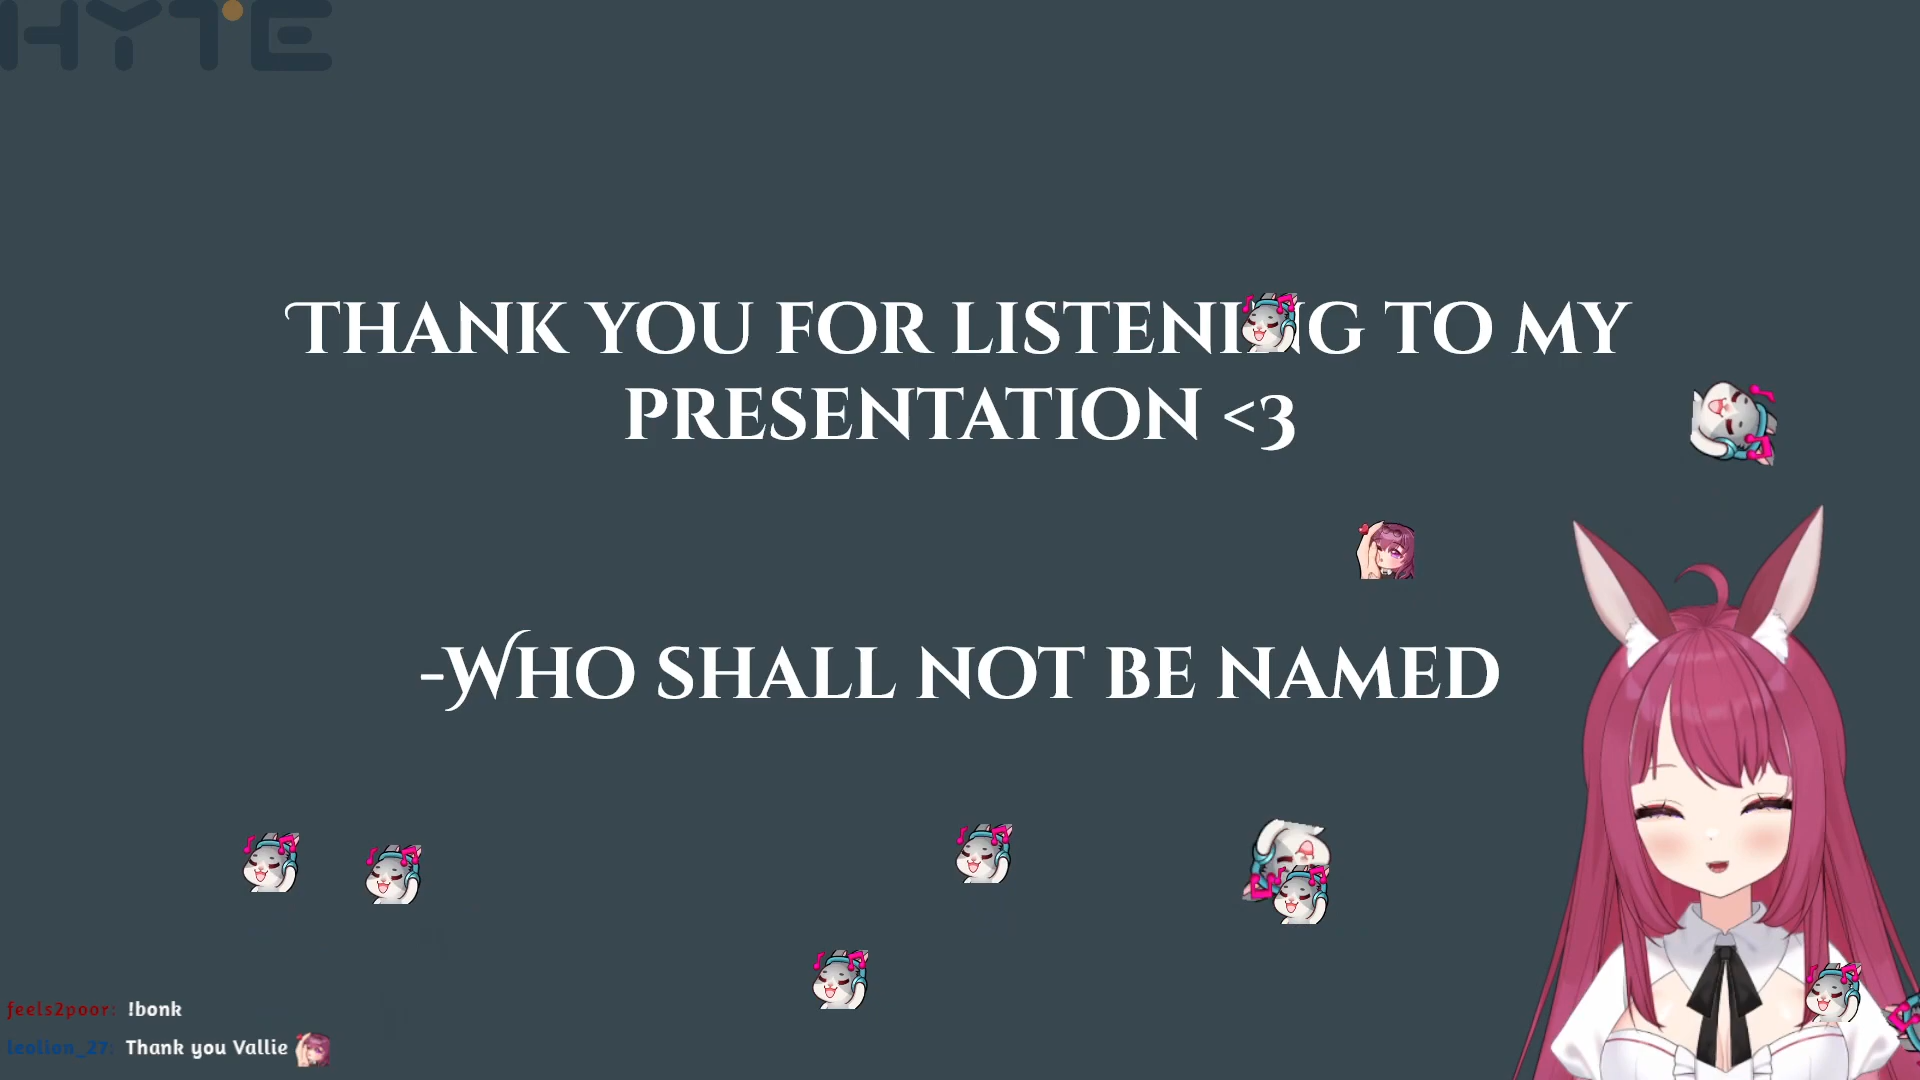 HYTE
Thank you for listening to my
presentation <3
-Who shall not be named
feels2poor: !bonk
leolion_27: Thank you Vallie